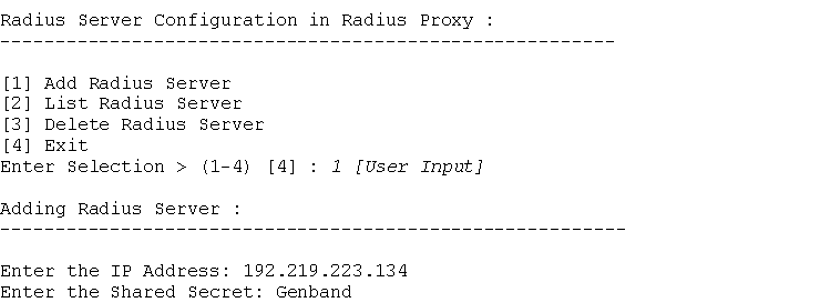 Radius Server Configuration in Radius Proxy :
--------------------------------------------------------
[1] Add Radius Server
[2] List Radius Server
[3] Delete Radius Server
[4] Exit
Enter Selection > (1-4) [4] : 1 [User Input]
Adding Radius Server :
---------------------------------------------------------
Enter the IP Address: 192.219.223.134
Enter the Shared Secret: Genband